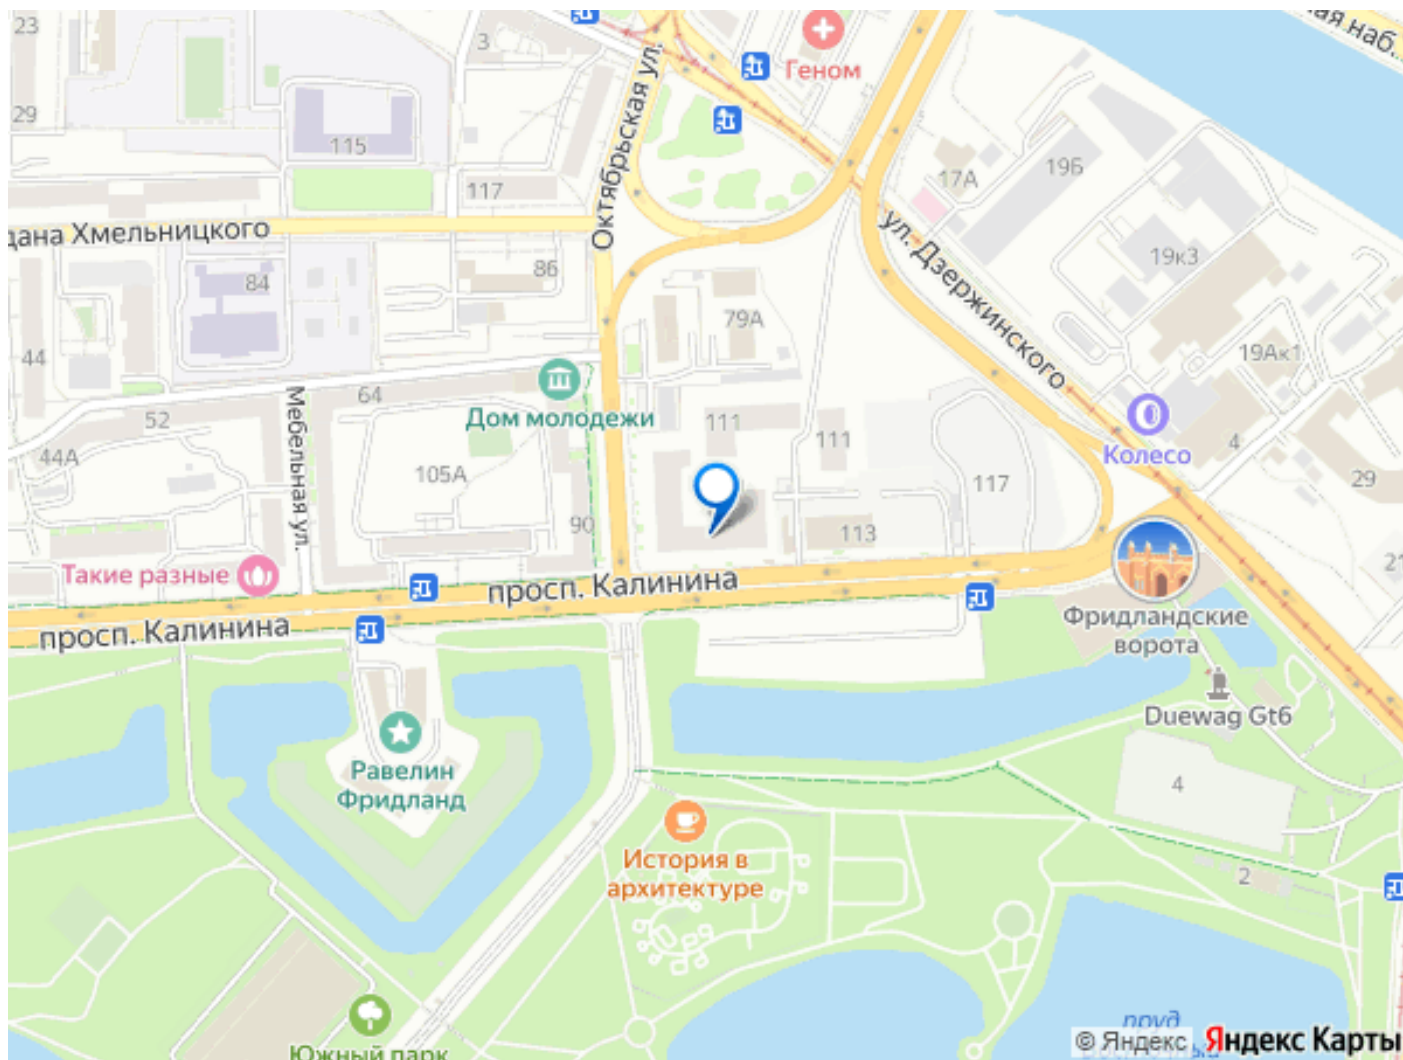 23
3
ая наб.
Геном
29
115
Октябрьская ул.
19Б
17А
117
дана Хмельницкого
ул. Дзержинского
19к3
86
84
79А
19Ак1
44
64
Мебельная ул.
52
Дом молодежи
111
111
4
Колесо
44А
105А
117
29
90
113
Такие разные
21
просп. Калинина
просп. Калинина
Фридландские
ворота
Duewag Gt6
Равелин
Фридланд
4
История в
архитектуре
2
пруд
Южный парк
© Яндекс Яндекс Карты